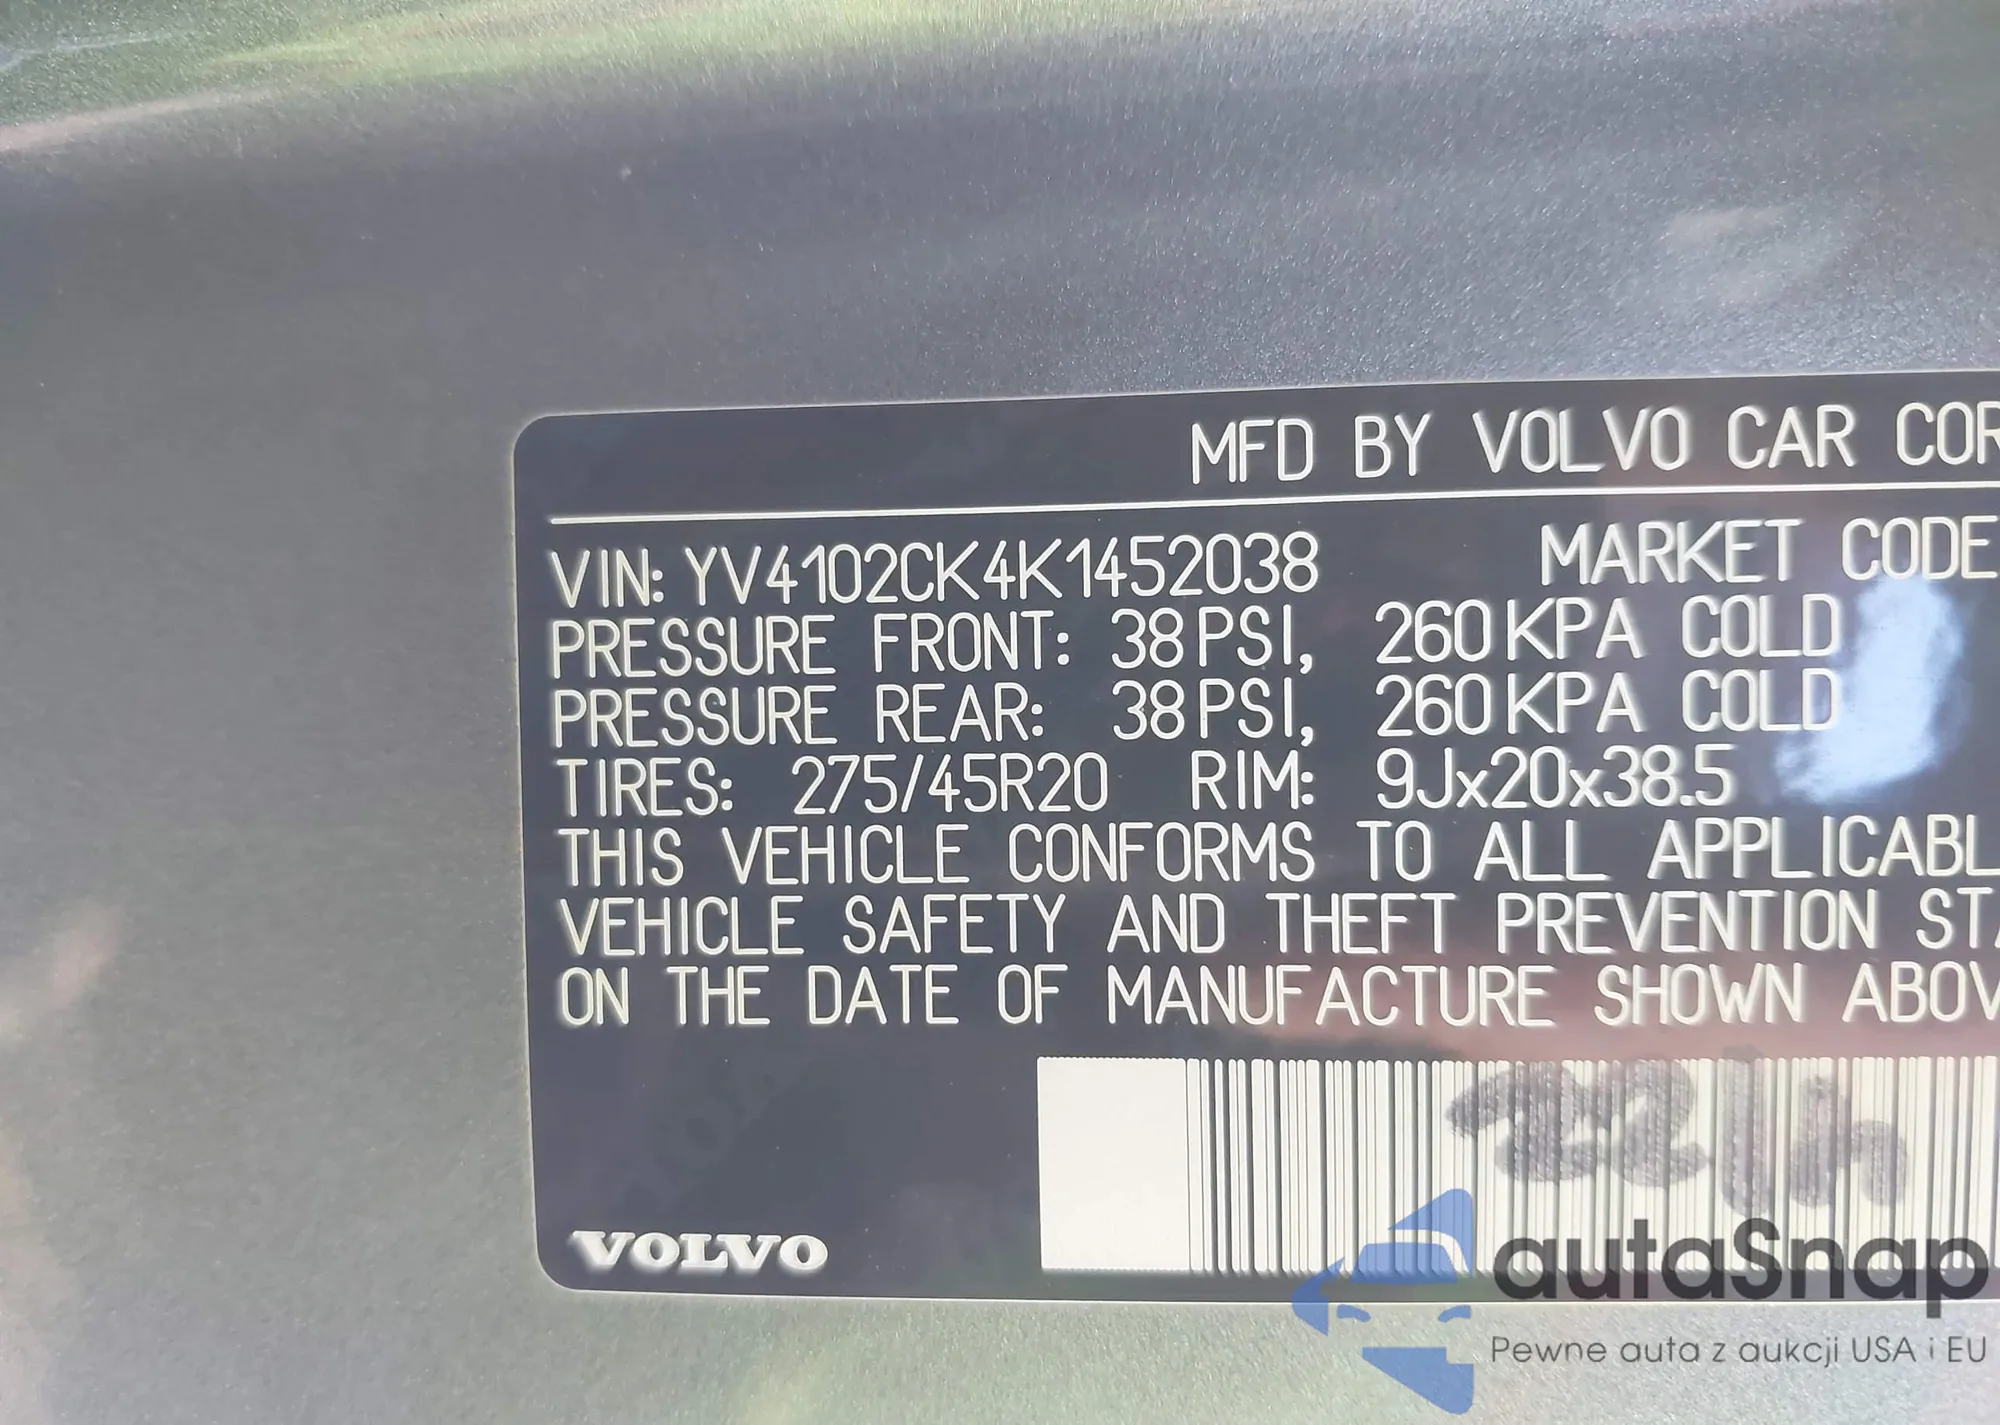 MFD BY VOLVO CAR COR
VIN: YV4102CK4K1452038 MARKET CODE
PRESSURE FRONT: 38PSI, 260KPA COLD
PRESSURE REAR: 38PSI, 260KPA COLD
TIRES: 275/45R20 RIM: 9Jx20x38.5
THIS VEHICLE CONFORMS TO ALL APPLICABL
VEHICLE SAFETY AND THEFT PREVENTION STA
ON THE DATE OF MANUFACTURE SHOWN ABOV
VOLVO
autaSnap
Pewne auta z aukcji USA i EU